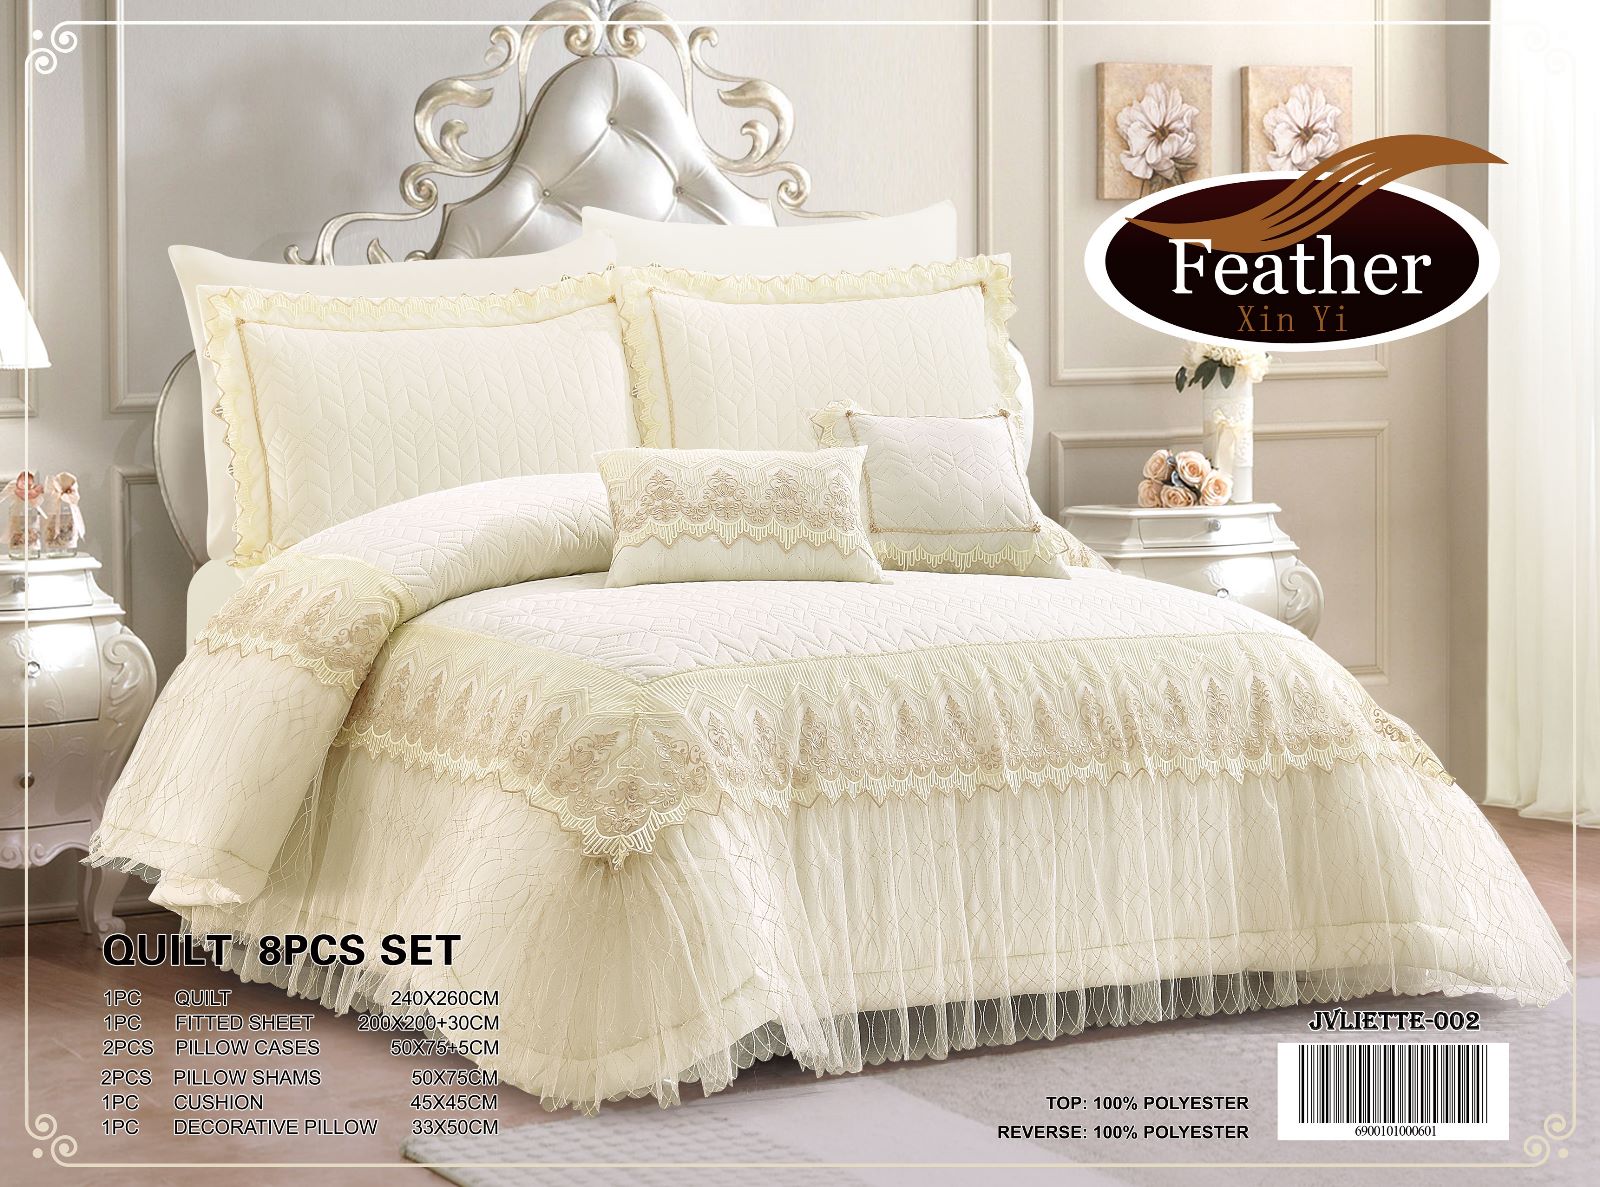 Feather
Xin Yi
QUILT 8PCS SET
1PC QUILT 240X260CM
1PC FITTED SHEET 200X200+30CM
2PCS PILLOW CASES 50X75+5CM
2PCS PILLOW SHAMS 50X75CM
1PC CUSHION 45X45CM
1PC DECORATIVE PILLOW 33X50CM
JVLIETTE-002
TOP: 100% POLYESTER
REVERSE: 100% POLYESTER
6900101000601